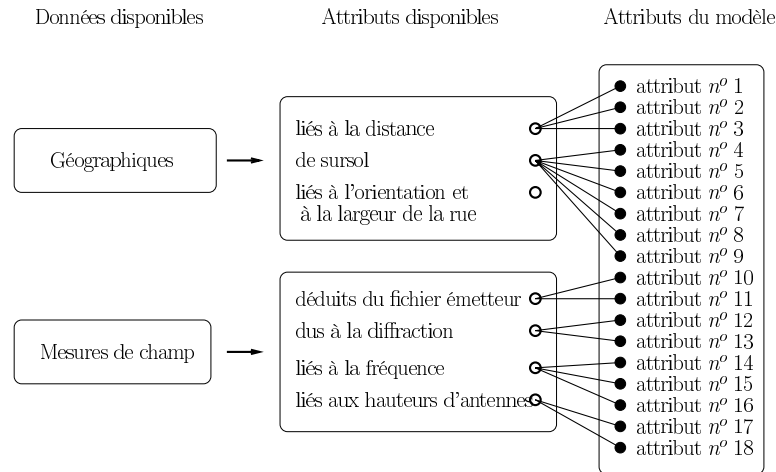 Données disponibles
Attributs disponibles
Attributs du modèle
Géographiques
liés à la distance
de sursol
liés à l'orientation et
à la largeur de la rue
Mesures de champ
déduits du fichier émetteur
dus à la diffraction
liés à la fréquence
liés aux hauteurs d'antennes
attribut nº 1
attribut nº 2
attribut nº 3
attribut nº 4
attribut nº 5
attribut nº 6
attribut nº 7
attribut nº 8
attribut nº 9
attribut nº 10
attribut nº 11
attribut nº 12
attribut nº 13
attribut nº 14
attribut nº 15
attribut nº 16
attribut nº 17
attribut nº 18